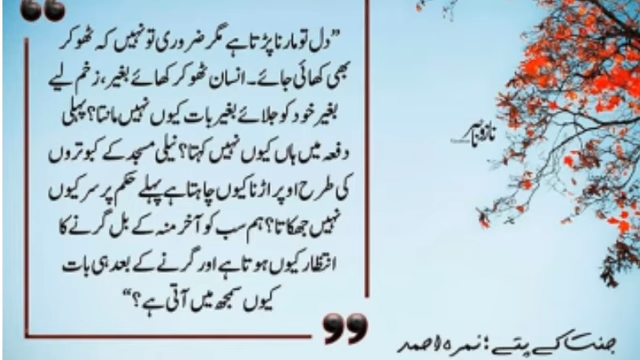 ”دل تو مارنا پڑتا ہے مگر ضروری تو نہیں کہ ٹھوکر
بھی کھائی جائے۔ انسان ٹھوکر کھائے بغیر، زخم لیے
بغیر خود کو جلائے بغیر بات کیوں نہیں مانتا؟ پہلی
دفعہ میں ہاں کیوں نہیں کہتا؟ نیلی مسجد کے کبوتروں
کی طرح اوپر اڑنا کیوں چاہتا ہے پہلے حکم پر سر کیوں
نہیں جھکاتا؟ ہم سب کو آخر منہ کے بل گرنے کا
انتظار کیوں ہوتا ہے اور گرنے کے بعد ہی بات
کیوں سمجھ میں آتی ہے؟“
جنت کے پتے؛ نمرہ احمد